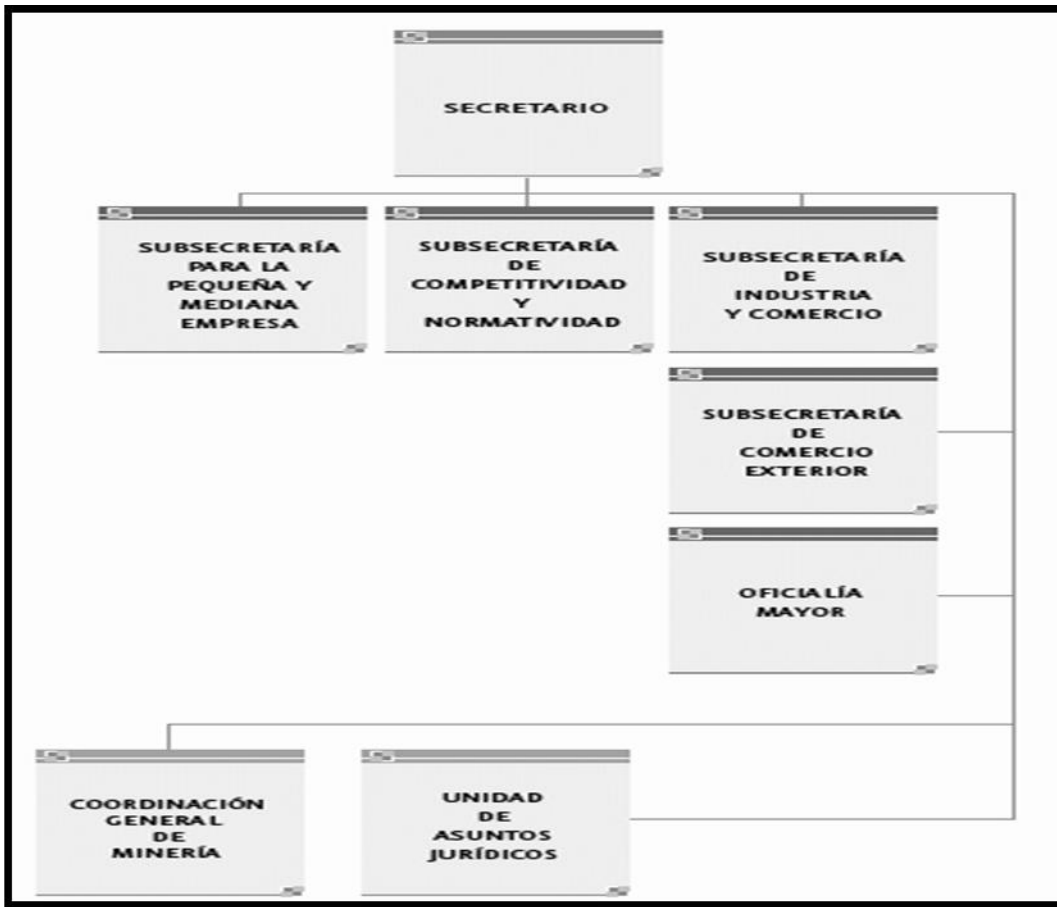 SECRETARIO
SUBSECRETARÍA
PARA LA
PEQUEÑA Y
MEDIANA
EMPRESA
SUBSECRETARÍA
DE
COMPETITIVIDAD
Y
NORMATIVIDAD
SUBSECRETARÍA
DE
INDUSTRIA
Y COMERCIO
SUBSECRETARÍA
DE
COMERCIO
EXTERIOR
OFICIALÍA
MAYOR
COORDINACIÓN
GENERAL
DE
MINERÍA
UNIDAD
DE
ASUNTOS
JURÍDICOS